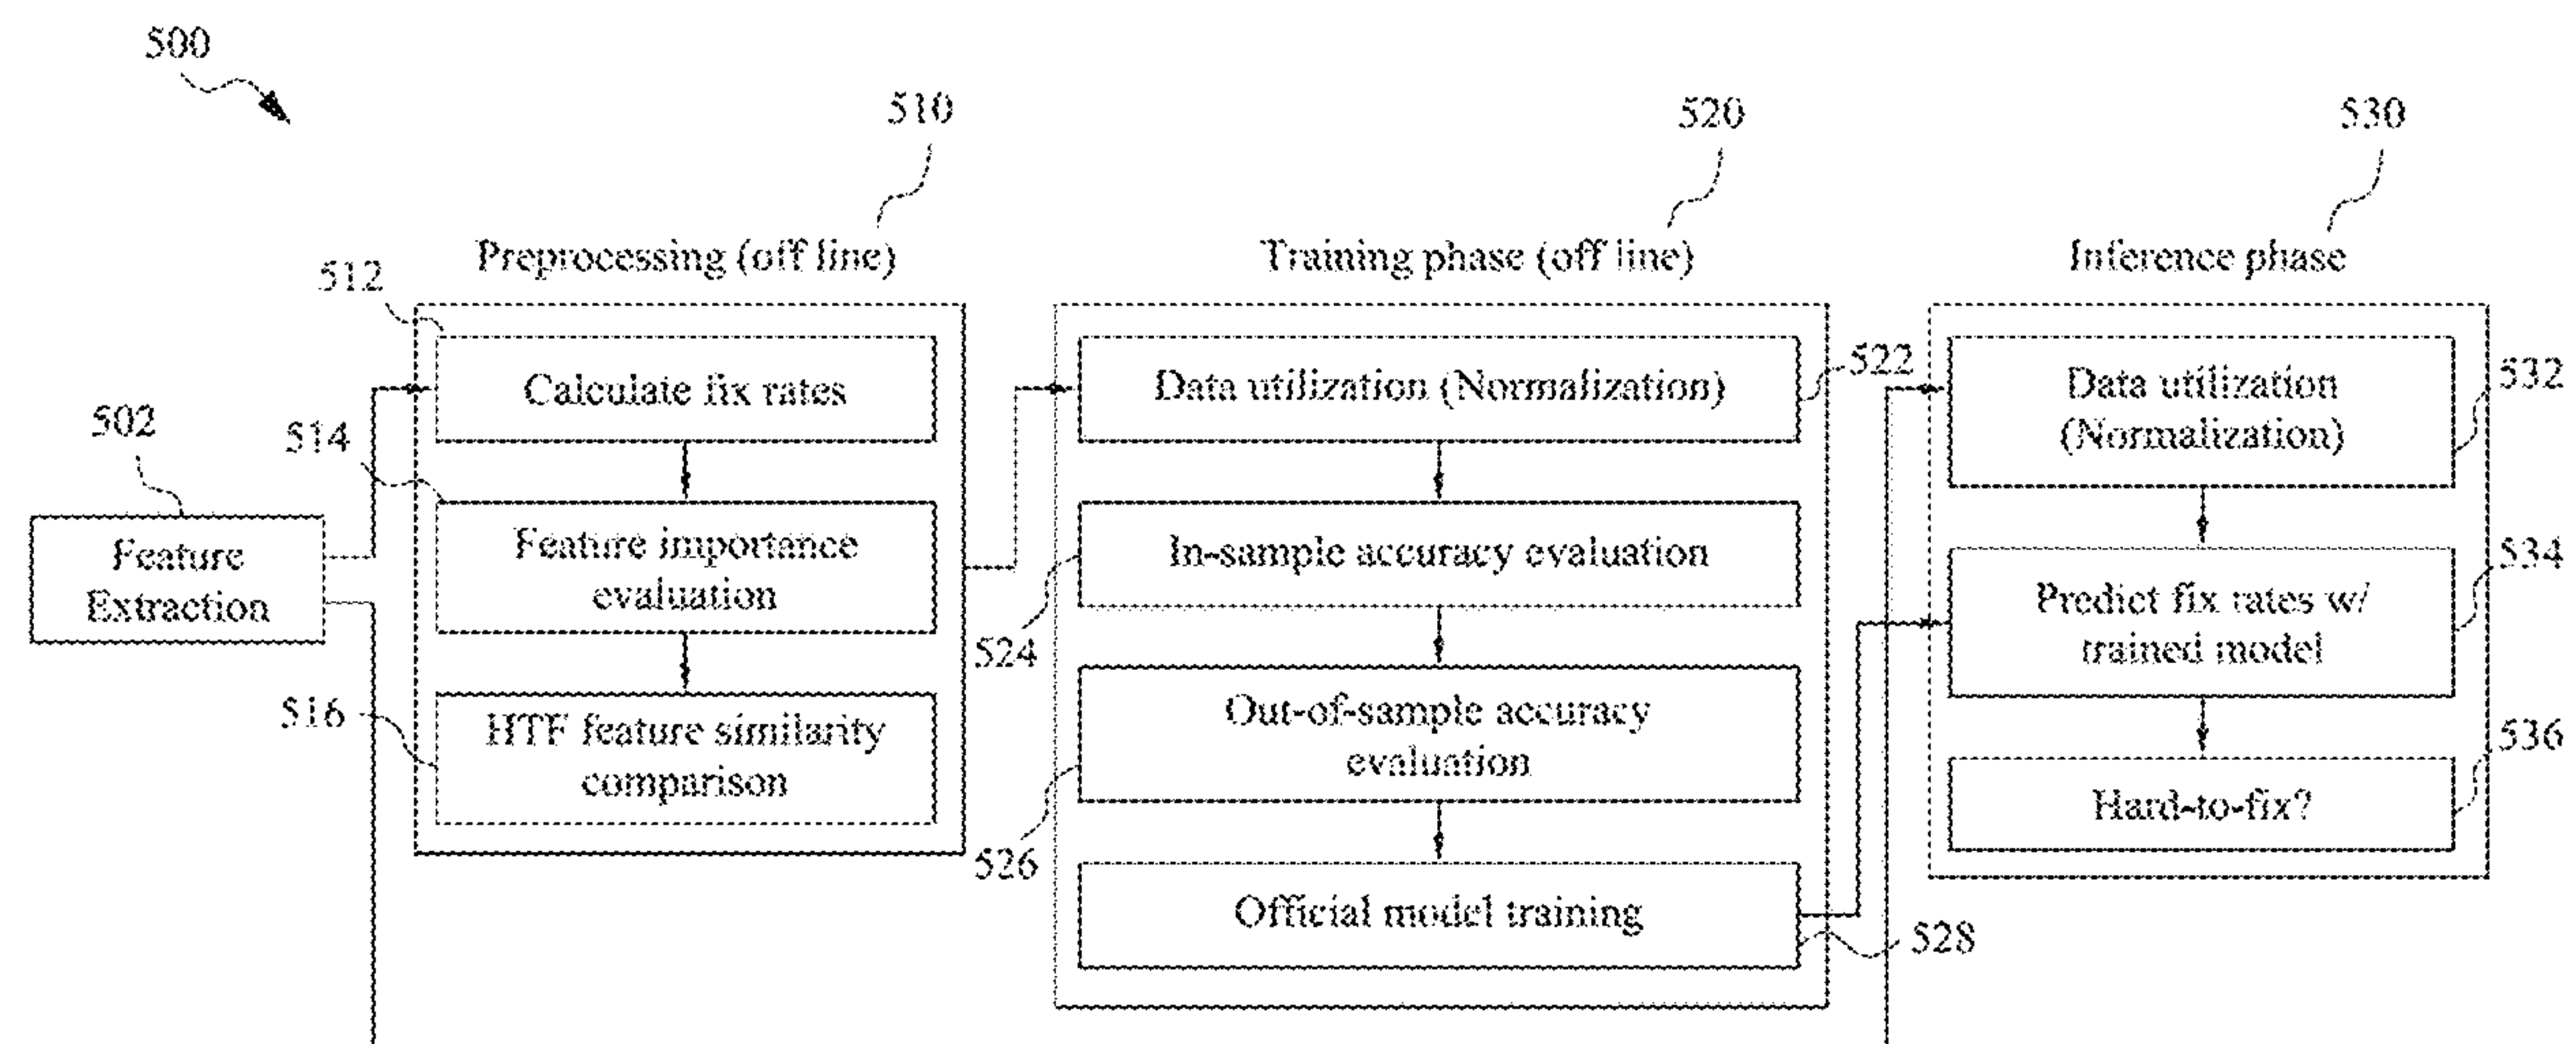 500
510
520
530
Preprocessing (off line)
Training phase (off line)
Inference phase
512
Calculate fix rates
514
Feature importance
evaluation
516
HTF feature similarity
comparison
502
Feature
Extraction
Data utilization (Normalization)
522
In-sample accuracy evaluation
524
Out-of-sample accuracy
evaluation
526
Official model training
528
Data utilization
(Normalization)
532
Predict fix rates w/
trained model
534
Hard-to-fix?
536